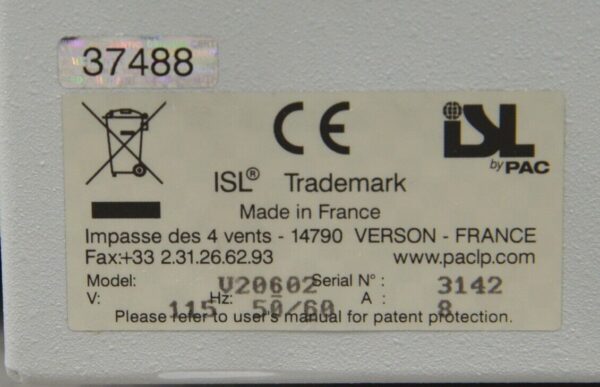 37488
CE
ISL
by PAC
ISL® Trademark
Made in France
Impasse des 4 vents - 14790 VERSON - FRANCE
Fax:+33 2.31.26.62.93 www.paclp.com
Model: V20602 Serial N° : 3142
V: 115 Hz: 50/60 A : 8
Please refer to user's manual for patent protection.